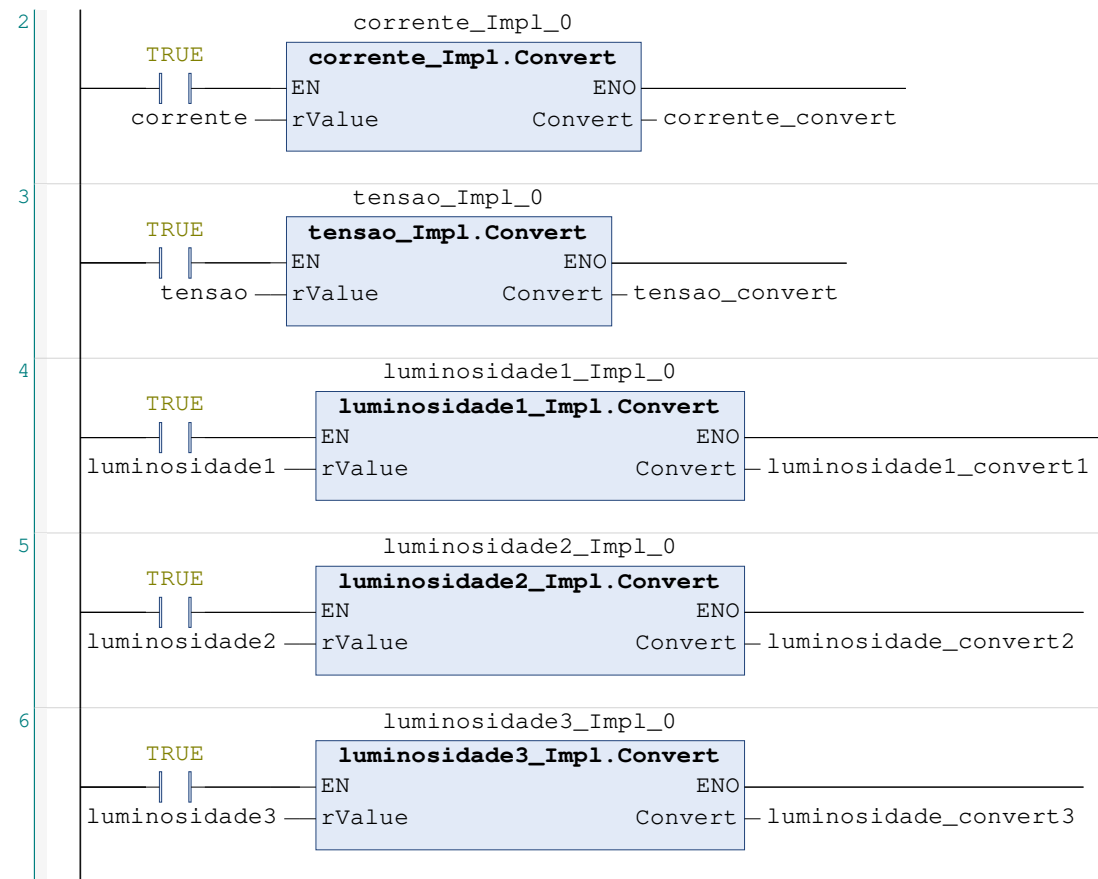 2
corrente_Impl_0
TRUE
corrente_Impl.Convert
EN ENO
corrente rValue Convert corrente_convert
3
tensao_Impl_0
TRUE
tensao_Impl.Convert
EN ENO
tensao rValue Convert tensao_convert
4
luminosidade1_Impl_0
TRUE
luminosidade1_Impl.Convert
EN ENO
luminosidade1 rValue Convert luminosidade1_convert1
5
luminosidade2_Impl_0
TRUE
luminosidade2_Impl.Convert
EN ENO
luminosidade2 rValue Convert luminosidade_convert2
6
luminosidade3_Impl_0
TRUE
luminosidade3_Impl.Convert
EN ENO
luminosidade3 rValue Convert luminosidade_convert3